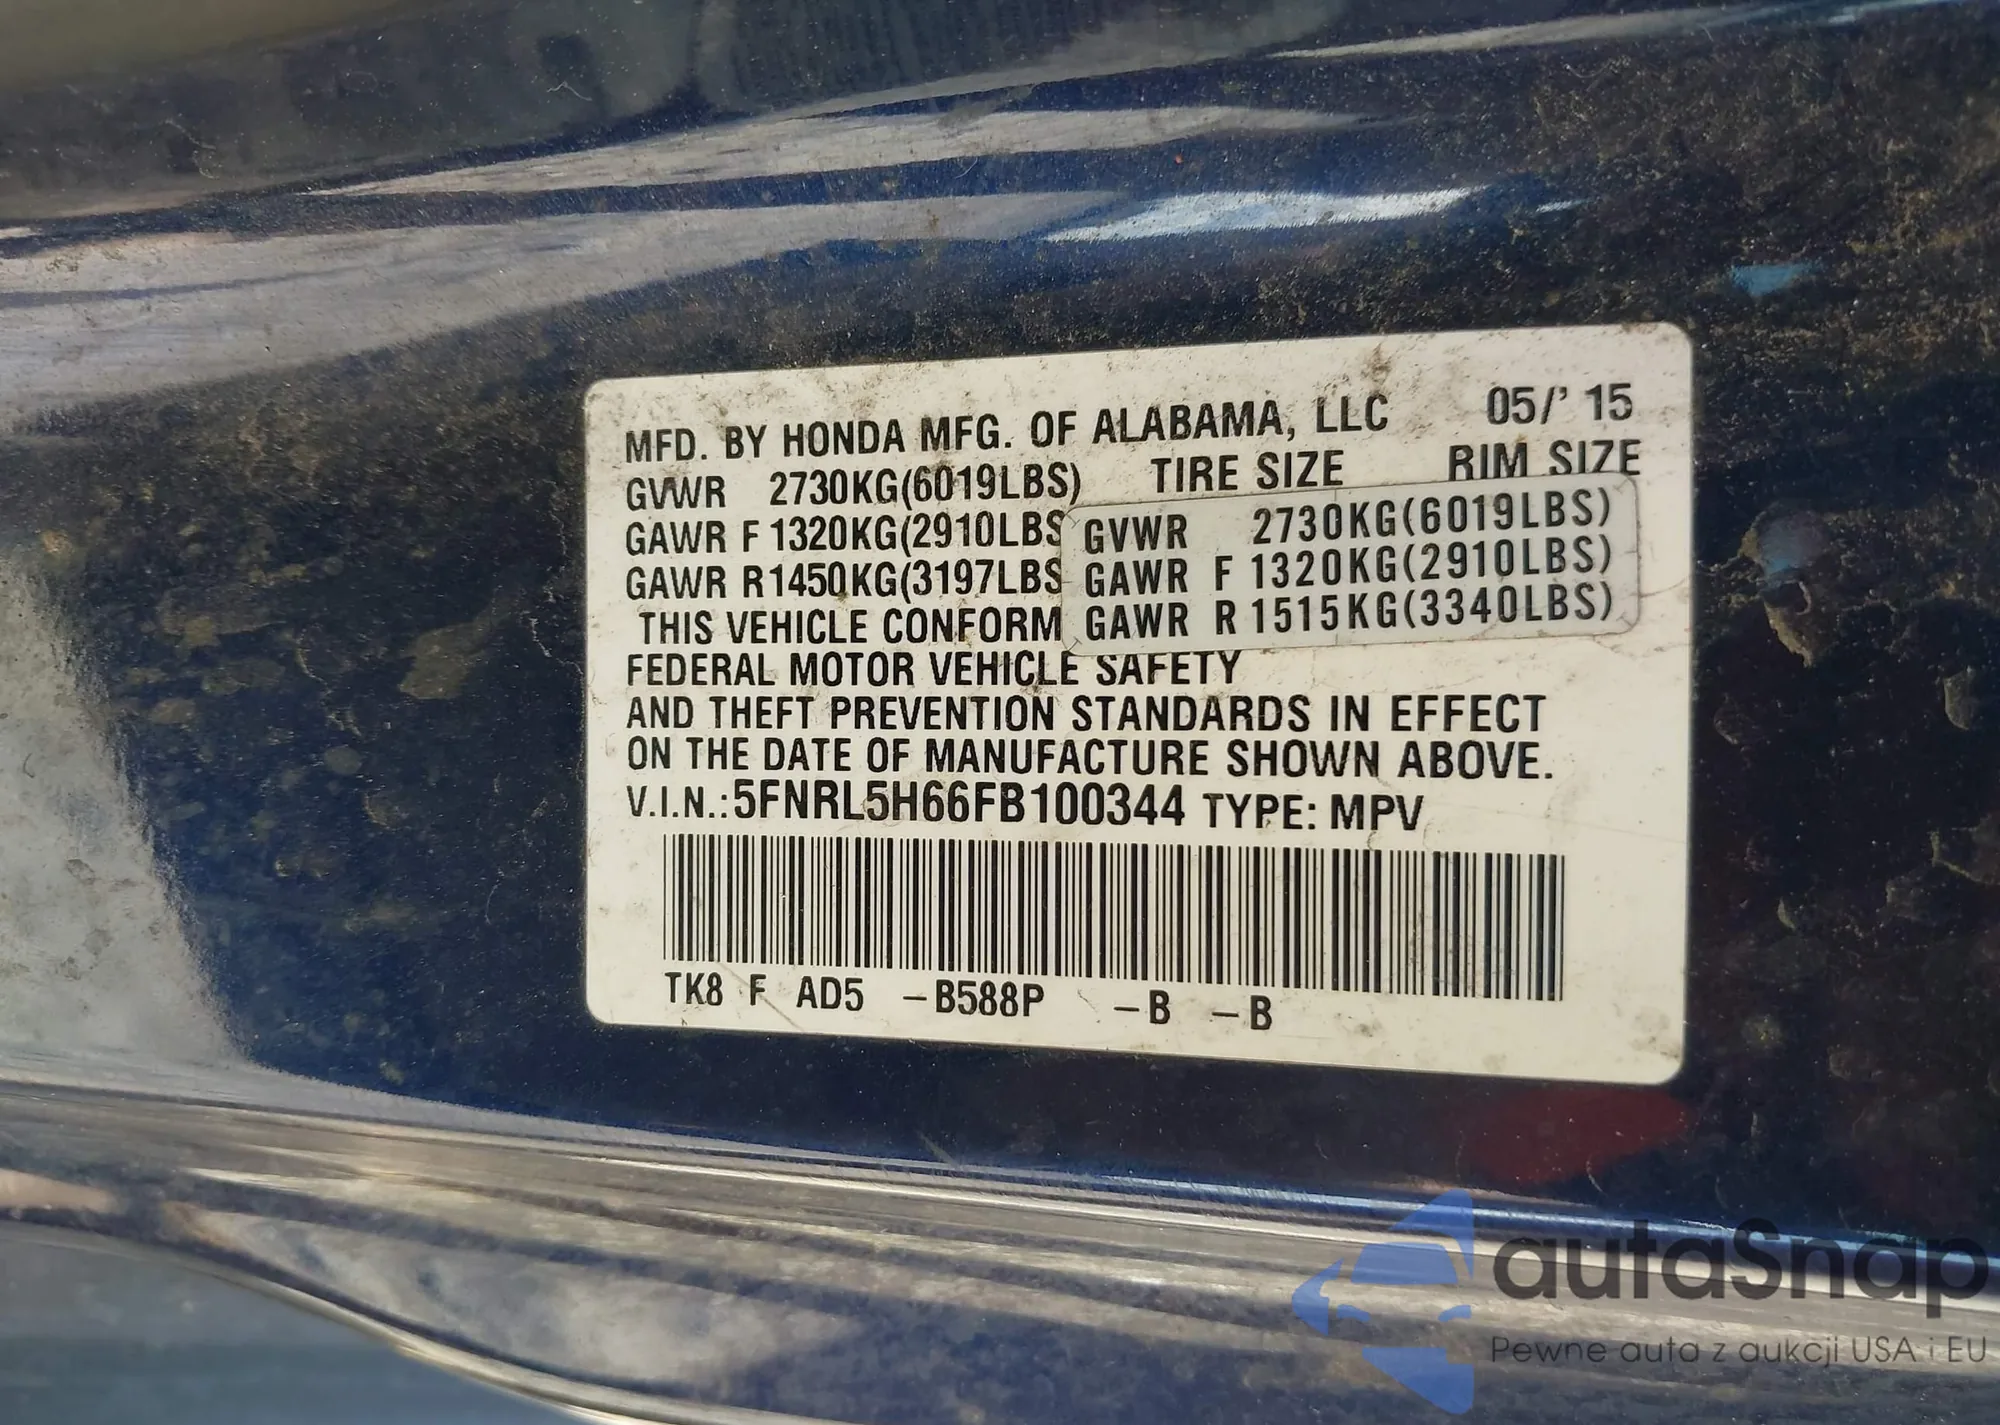 MFD. BY HONDA MFG. OF ALABAMA, LLC 05/' 15
GVWR 2730KG(6019LBS) TIRE SIZE RIM SIZE
GAWR F 1320KG(2910LBS
GAWR R1450KG(3197LBS
GVWR 2730KG(6019LBS)
GAWR F 1320KG(2910LBS)
GAWR R 1515KG(3340LBS)
THIS VEHICLE CONFORM
FEDERAL MOTOR VEHICLE SAFETY
AND THEFT PREVENTION STANDARDS IN EFFECT
ON THE DATE OF MANUFACTURE SHOWN ABOVE.
V.I.N.:5FNRL5H66FB100344 TYPE: MPV
TK8 F AD5 -B588P -B -B
autaSnap
Pewne auta z aukcji USA i EU